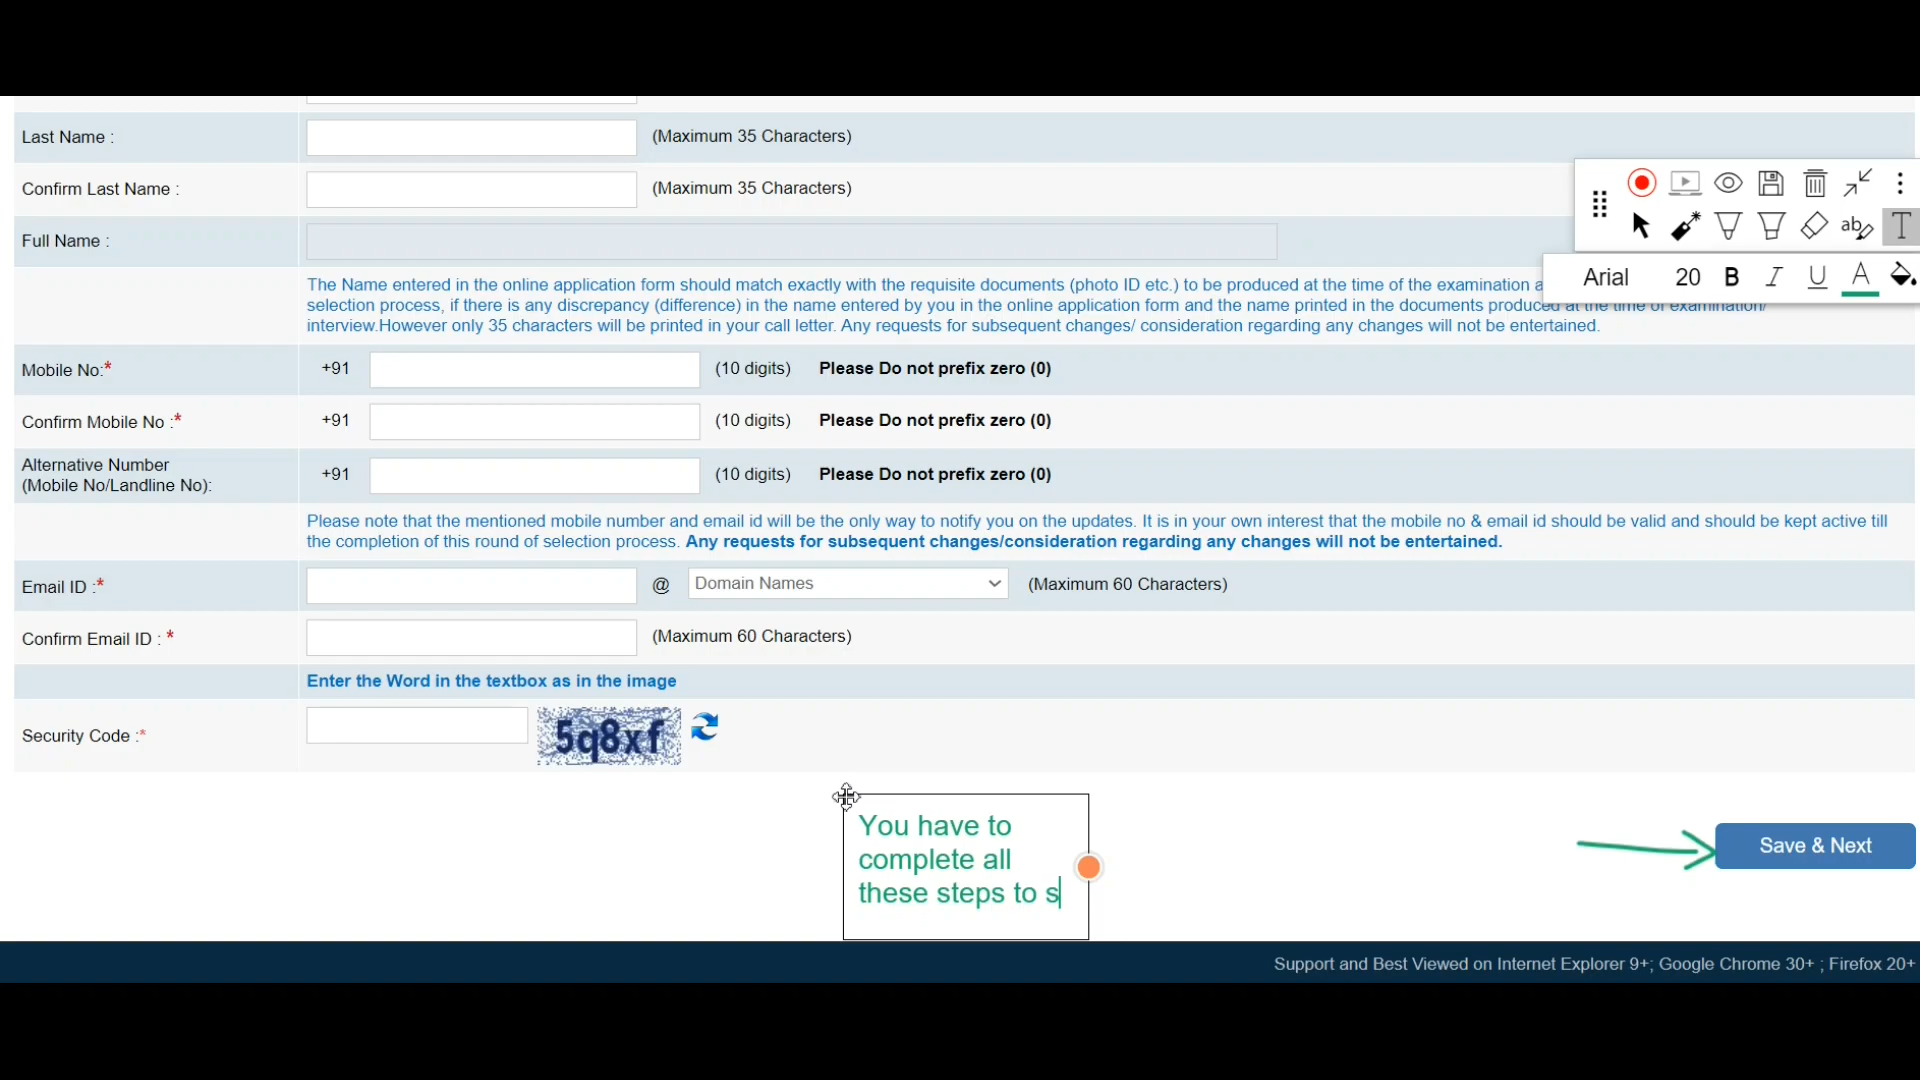 Last Name :
(Maximum 35 Characters)
Confirm Last Name :
(Maximum 35 Characters)
Full Name :
The Name entered in the online application form should match exactly with the requisite documents (photo ID etc.) to be produced at the time of the examination
selection process, if there is any discrepancy (difference) in the name entered by you in the online application form and the name printed in the documents produced at the time of examination/
interview.However only 35 characters will be printed in your call letter. Any requests for subsequent changes/ consideration regarding any changes will not be entertained.
Arial 20 B I U A
Mobile No:*
+91
(10 digits) Please Do not prefix zero (0)
Confirm Mobile No :*
+91
(10 digits) Please Do not prefix zero (0)
Alternative Number
(Mobile No/Landline No):
+91
(10 digits) Please Do not prefix zero (0)
Please note that the mentioned mobile number and email id will be the only way to notify you on the updates. It is in your own interest that the mobile no & email id should be valid and should be kept active till
the completion of this round of selection process. Any requests for subsequent changes/consideration regarding any changes will not be entertained.
Email ID :*
@ Domain Names (Maximum 60 Characters)
Confirm Email ID : *
(Maximum 60 Characters)
Enter the Word in the textbox as in the image
Security Code :*
5q8xf
You have to
complete all
these steps to s
Save & Next
Support and Best Viewed on Internet Explorer 9+; Google Chrome 30+ ; Firefox 20+